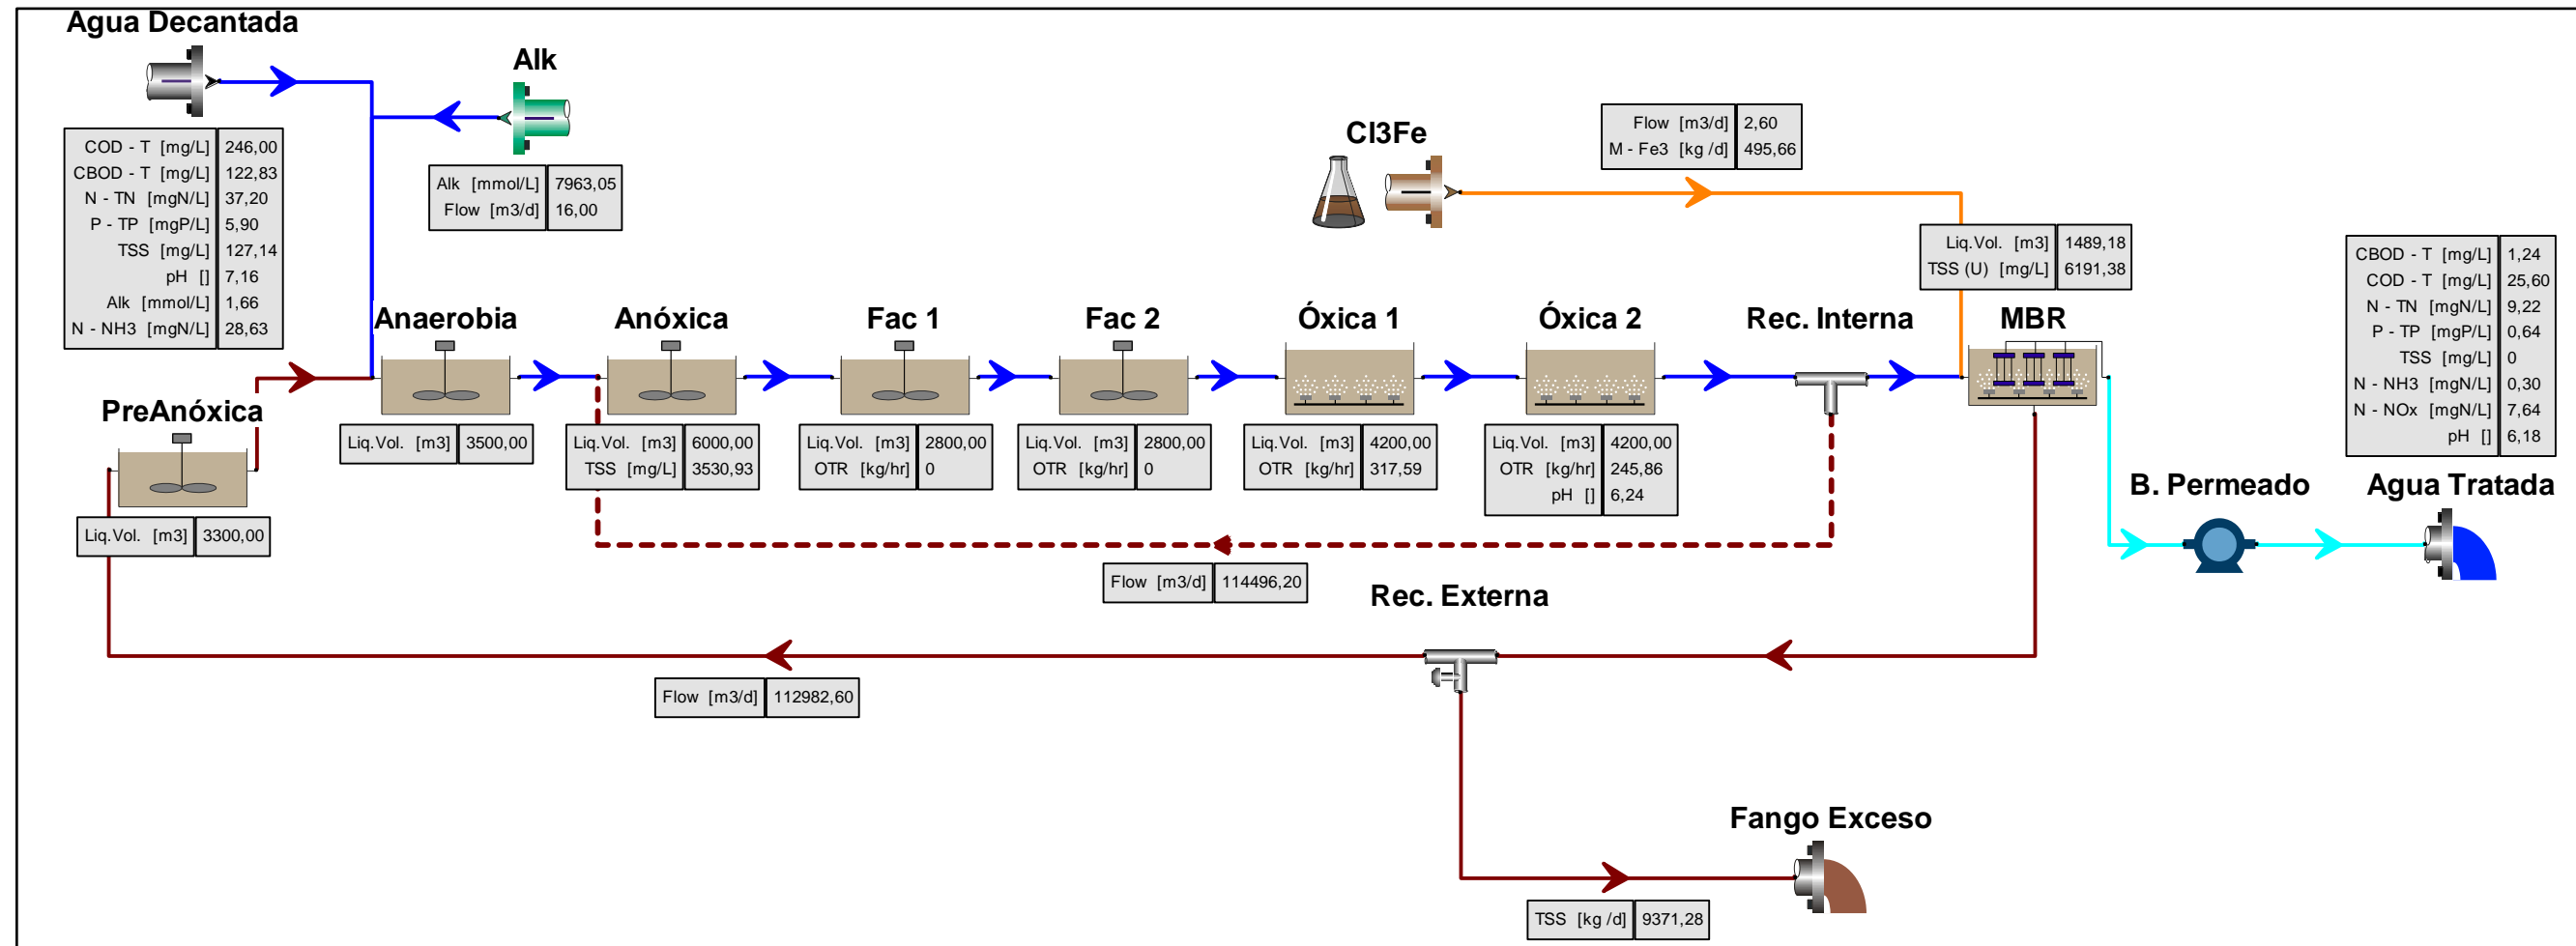 Agua Decantada
COD - T [mg/L] 246,00
CBOD - T [mg/L] 122,83
N - TN [mgN/L] 37,20
P - TP [mgP/L] 5,90
TSS [mg/L] 127,14
pH [] 7,16
Alk [mmol/L] 1,66
N - NH3 [mgN/L] 28,63
Alk
Alk [mmol/L] 7963,05
Flow [m3/d] 16,00
Cl3Fe
Flow [m3/d] 2,60
M - Fe3 [kg /d] 495,66
Liq.Vol. [m3] 1489,18
TSS (U) [mg/L] 6191,38
CBOD - T [mg/L] 1,24
COD - T [mg/L] 25,60
N - TN [mgN/L] 9,22
P - TP [mgP/L] 0,64
TSS [mg/L] 0
N - NH3 [mgN/L] 0,30
N - NOx [mgN/L] 7,64
pH [] 6,18
PreAnóxica
Liq.Vol. [m3] 3300,00
Anaerobia
Liq.Vol. [m3] 3500,00
Anóxica
Liq.Vol. [m3] 6000,00
TSS [mg/L] 3530,93
Fac 1
Liq.Vol. [m3] 2800,00
OTR [kg/hr] 0
Fac 2
Liq.Vol. [m3] 2800,00
OTR [kg/hr] 0
Óxica 1
Liq.Vol. [m3] 4200,00
OTR [kg/hr] 317,59
Óxica 2
Liq.Vol. [m3] 4200,00
OTR [kg/hr] 245,86
pH [] 6,24
Rec. Interna
MBR
B. Permeado
Agua Tratada
Flow [m3/d] 114496,20
Rec. Externa
Flow [m3/d] 112982,60
Fango Exceso
TSS [kg /d] 9371,28